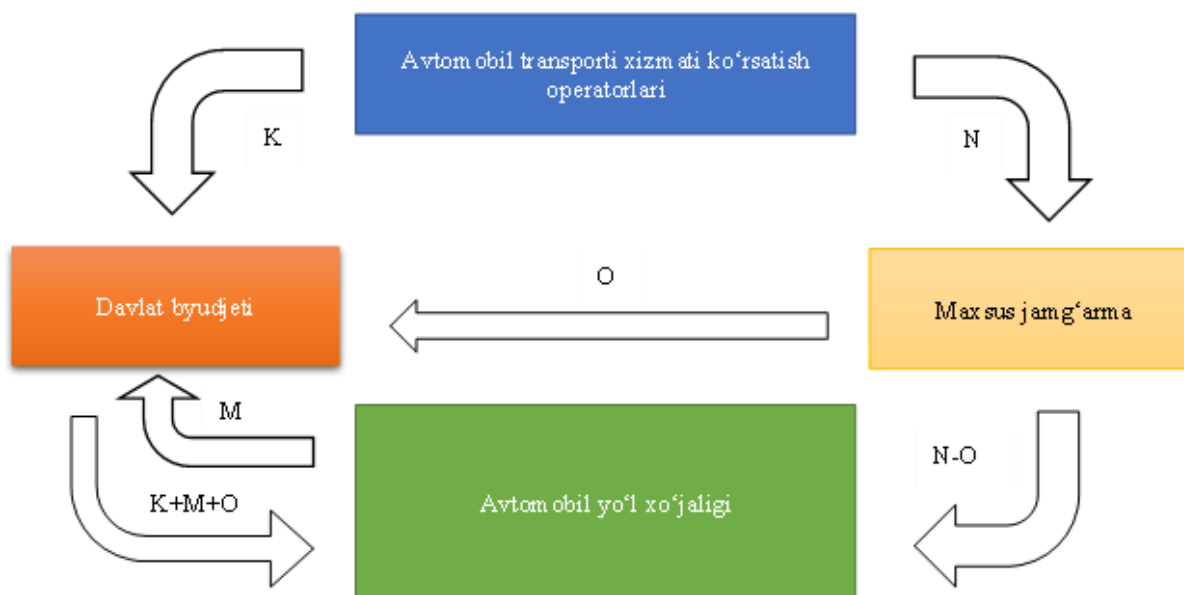 Avtomobil transporti xizmati ko‘rsatish
operatorlari
K
N
Davlat byudjeti
O
Maxsus jamg‘arma
M
K+M+O
Avtomobil yo‘l xo‘jaligi
N-O